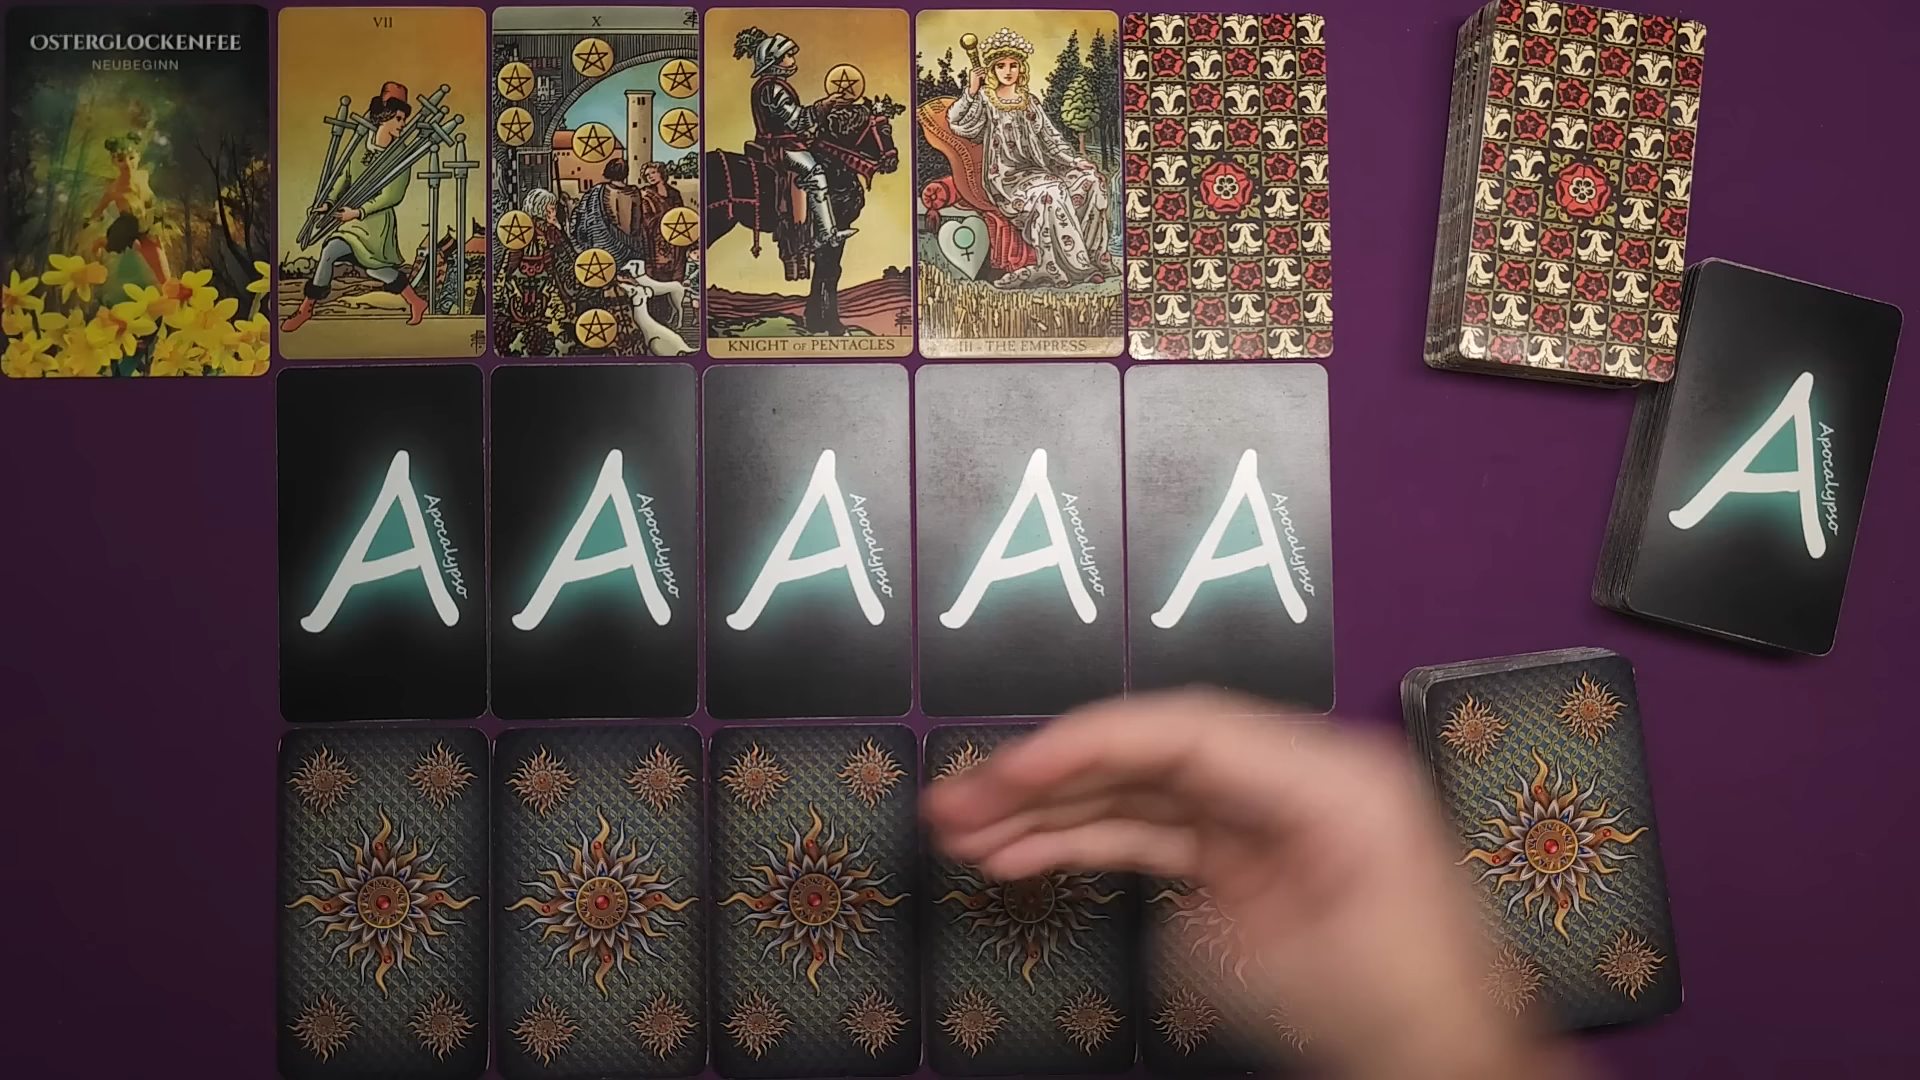 OSTERGLOCKENFEE
NEUBEGINN
VII
X
KNIGHT OF PENTACLES
III - THE EMPRESS
A
Apocalypso
A
Apocalypso
A
Apocalypso
A
Apocalypso
A
Apocalypso
A
Apocalypso